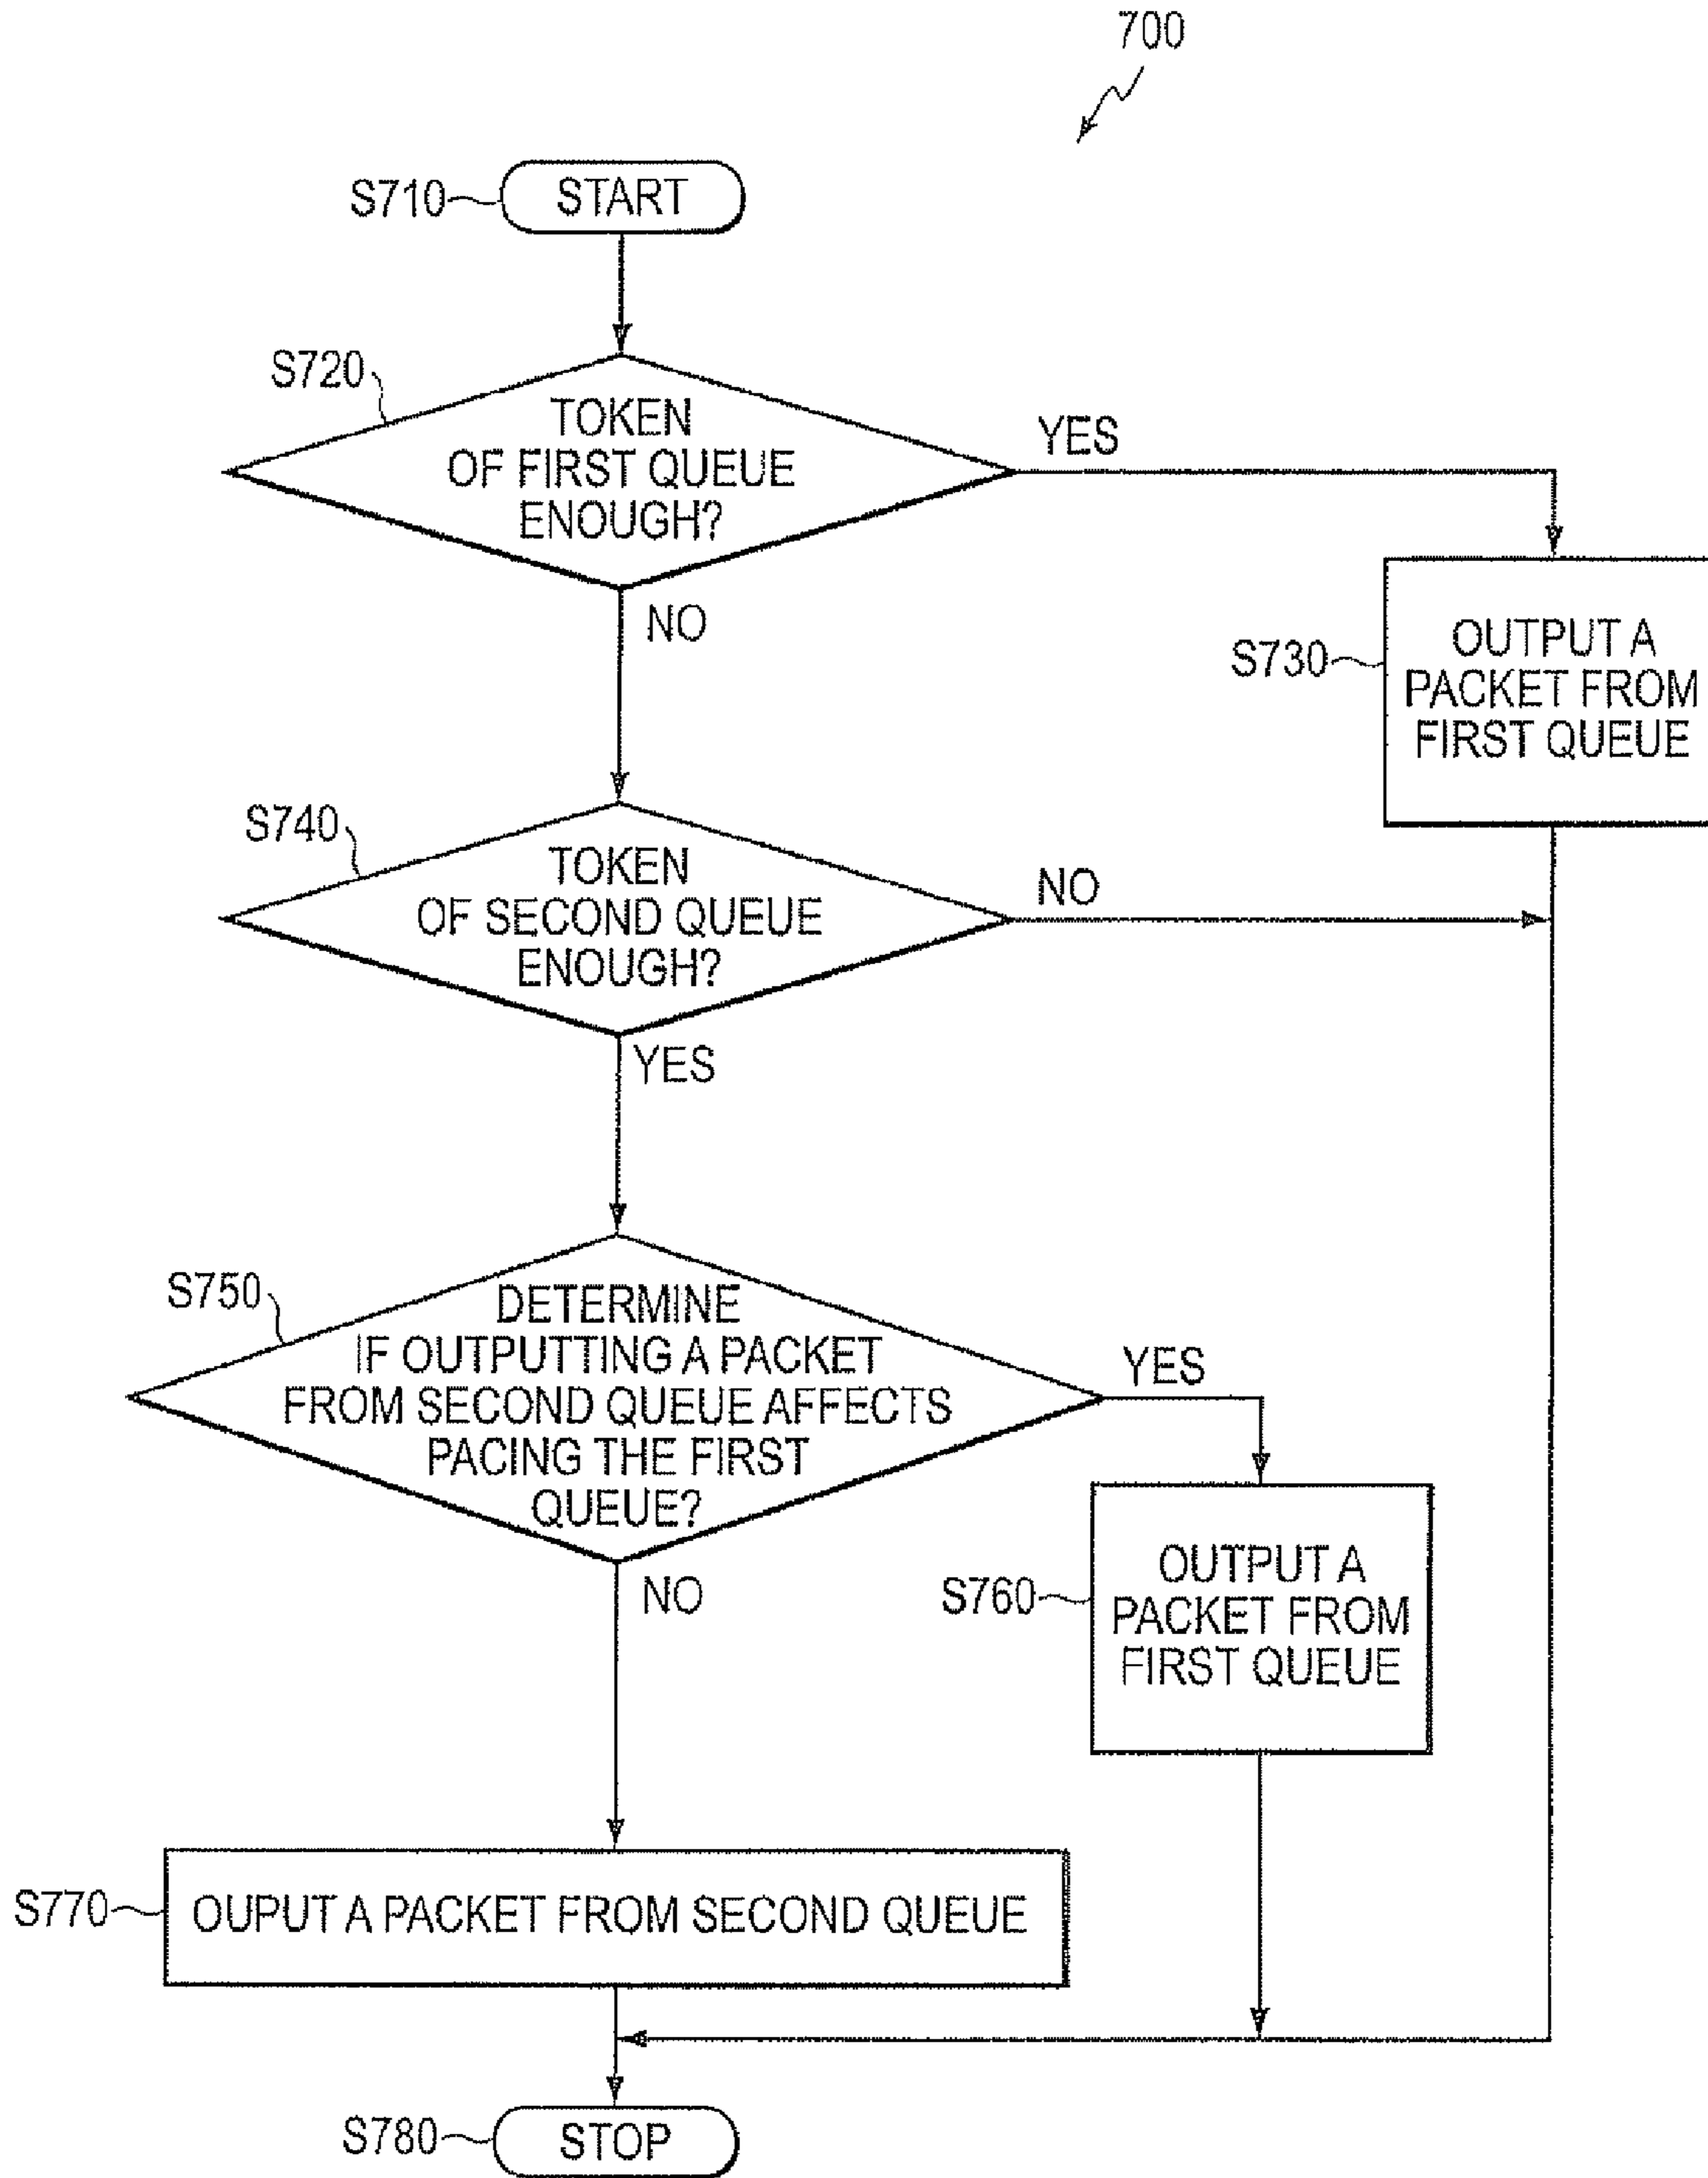 700
S710
START
S720
TOKEN
OF FIRST QUEUE
ENOUGH?
YES
NO
S730
OUTPUT A
PACKET FROM
FIRST QUEUE
S740
TOKEN
OF SECOND QUEUE
ENOUGH?
NO
YES
S750
DETERMINE
IF OUTPUTTING A PACKET
FROM SECOND QUEUE AFFECTS
PACING THE FIRST
QUEUE?
YES
NO
S760
OUTPUT A
PACKET FROM
FIRST QUEUE
S770
OUPUT A PACKET FROM SECOND QUEUE
S780
STOP